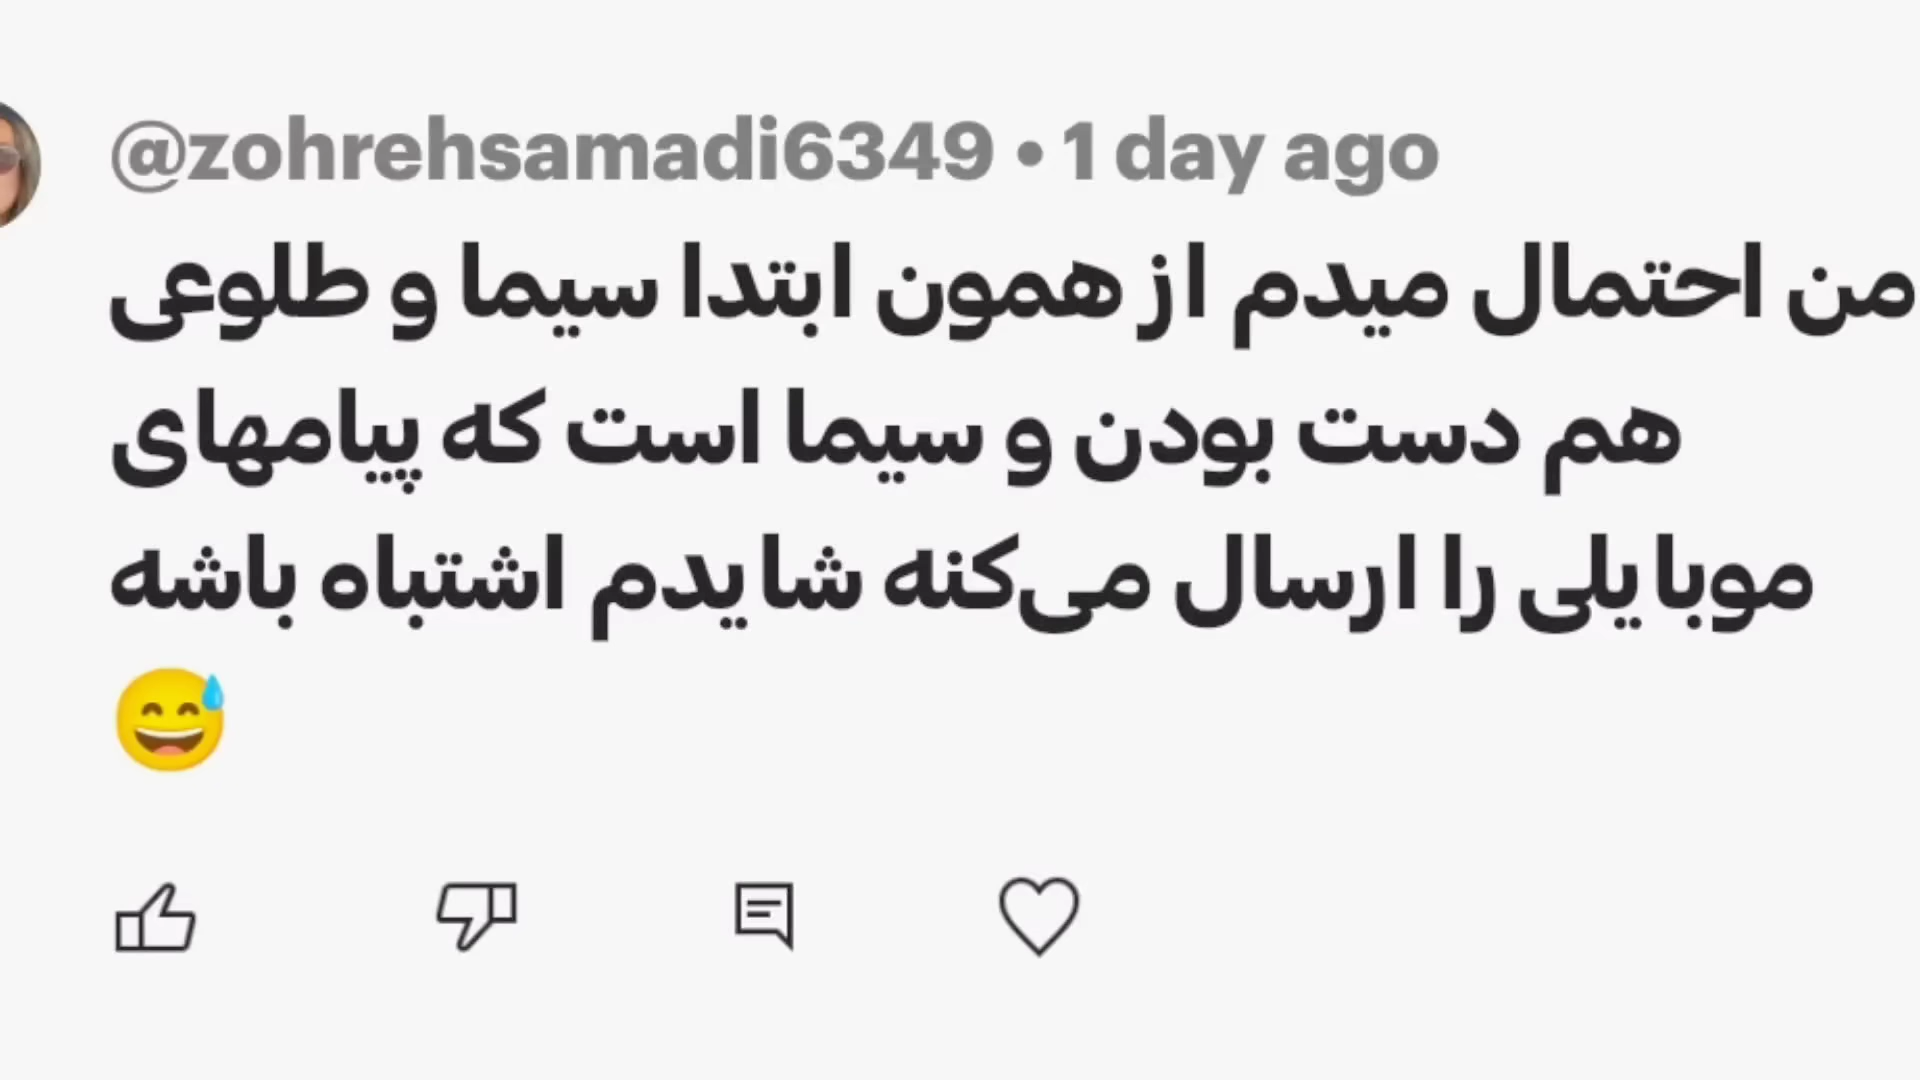 @zohrehsamadi6349 • 1 day ago
من احتمال میدم از همون ابتدا سیما و طلوعی
هم دست بودن و سیما است که پیامهای
موبایلی را ارسال می‌کنه شایدم اشتباه باشه
😅